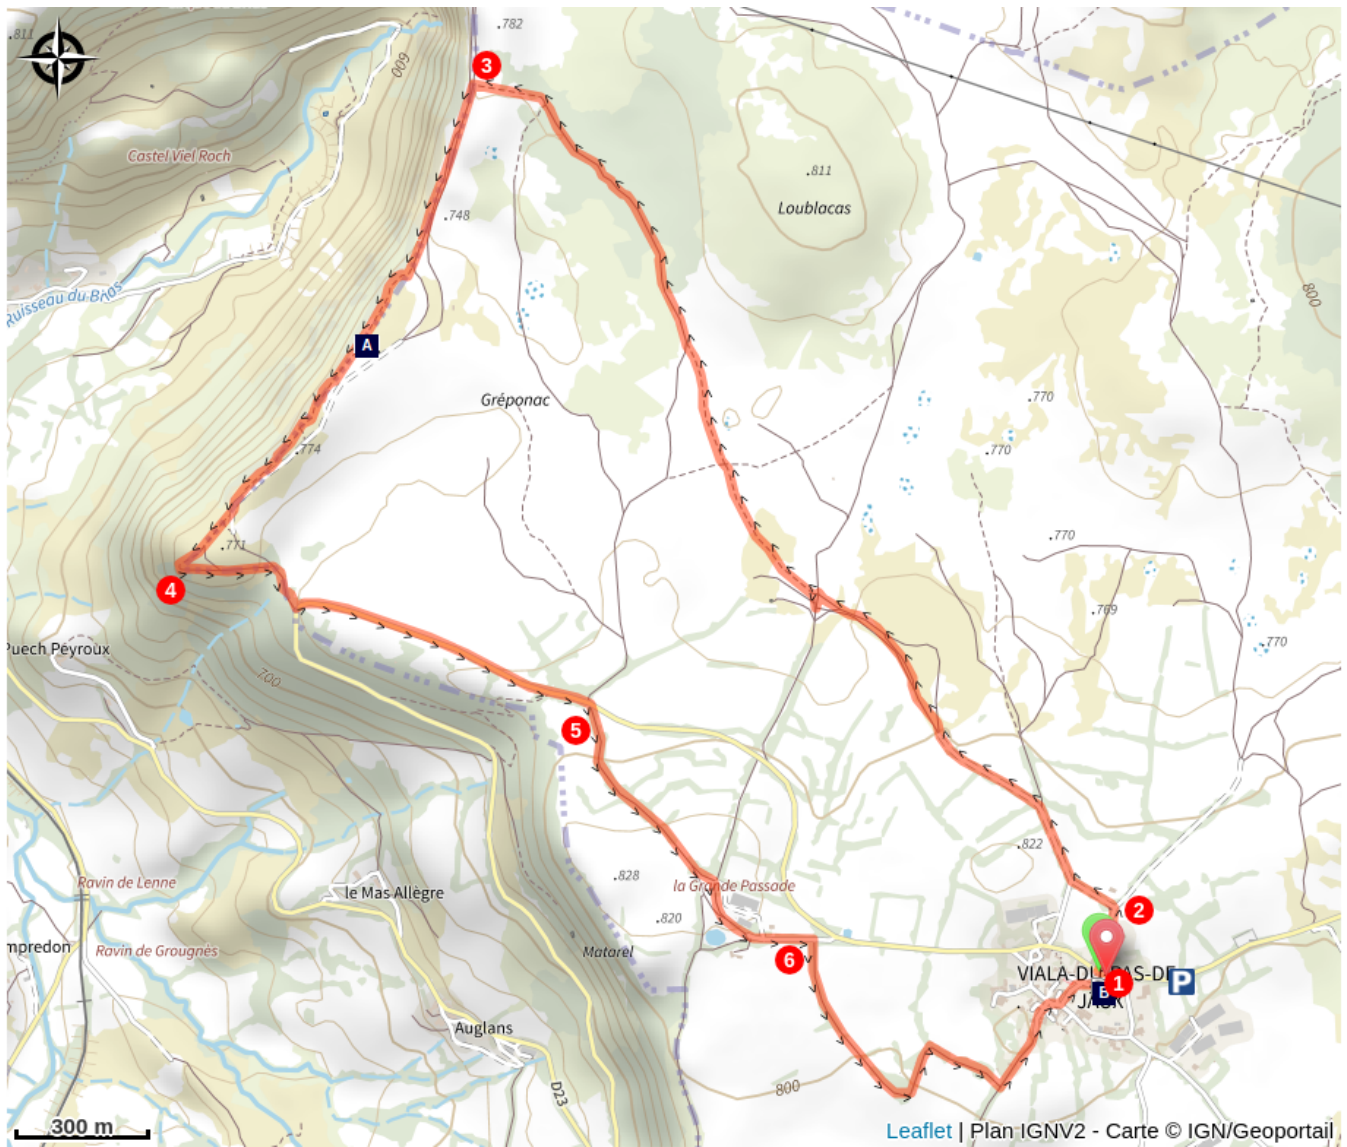 .811
.782
3
600
Castel Viel Roch
.811
Loublacas
.748
Ruisseau du Brias
800
A
Gréponac
.770
.774
.770
.771
.770
4
.769
.770
Puech Peyroux
700
5
.822
le Mas Allègre
.828
la Grande Passade
Ravin de Lenne
2
.820
mpredon
Ravin de Grougnès
Matarel
6
VIALA-DU-PAS-DE-
JAUX
1
B
P
Auglans
D23
800
300 m
Leaflet | Plan IGNV2 - Carte © IGN/Geoportail